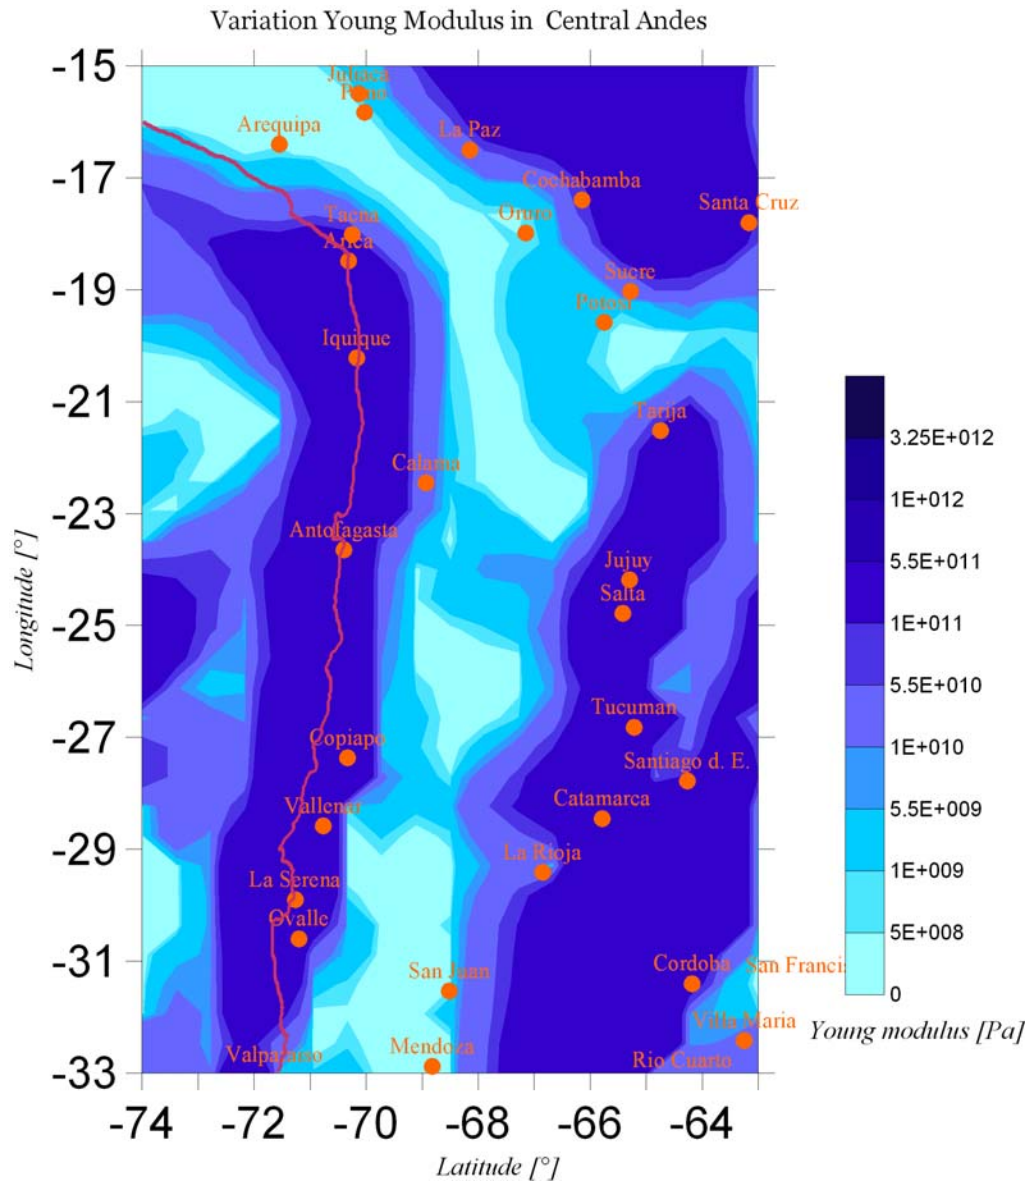 Variation Young Modulus in Central Andes
-15
Juliaca
Puno
Arequipa
La Paz
-17
Cochabamba
Santa Cruz
Tacna
Oruro
Arica
-19
Sucre
Potosi
Iquique
-21
Tarija
Calama
3.25E+012
-23
1E+012
Antofagasta
5.5E+011
Jujuy
Salta
1E+011
-25
5.5E+010
Tucuman
1E+010
-27
Copiapo
Santiago d. E.
5.5E+009
Vallenar
Catamarca
1E+009
-29
La Rioja
La Serena
5E+008
Ovalle
0
-31
San Juan
Cordoba
San Francis
Villa Maria
Young modulus [Pa]
Valparaiso
Mendoza
Rio Cuarto
-33
-74 -72 -70 -68 -66 -64
Longitude [°]
Latitude [°]